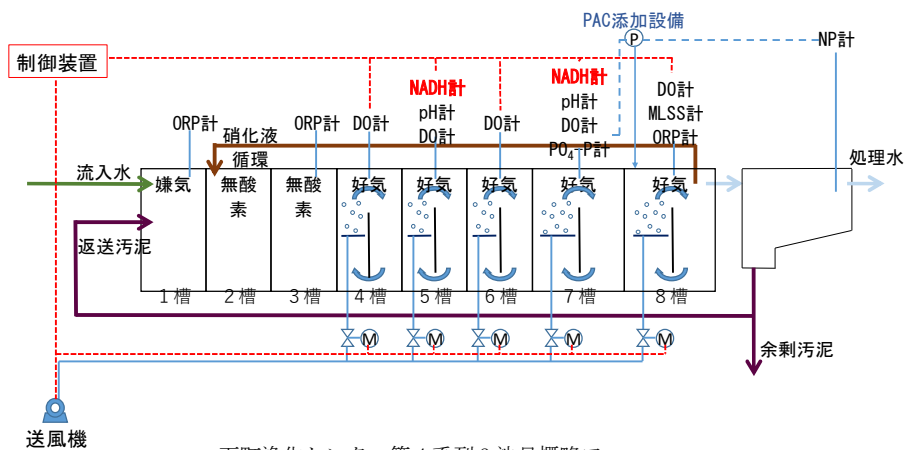 PAC添加設備
P
NP計
制御装置
NADH計
pH計
DO計
NADH計
pH計
DO計
PO4-P計
DO計
MLSS計
ORP計
ORP計
ORP計
DO計
DO計
硝化液
循環
流入水
処理水
嫌気
無酸
素
無酸
素
好気
好気
好気
好気
好気
返送汚泥
1槽
2槽
3槽
4槽
5槽
6槽
7槽
8槽
M
M
M
M
M
余剰汚泥
送風機